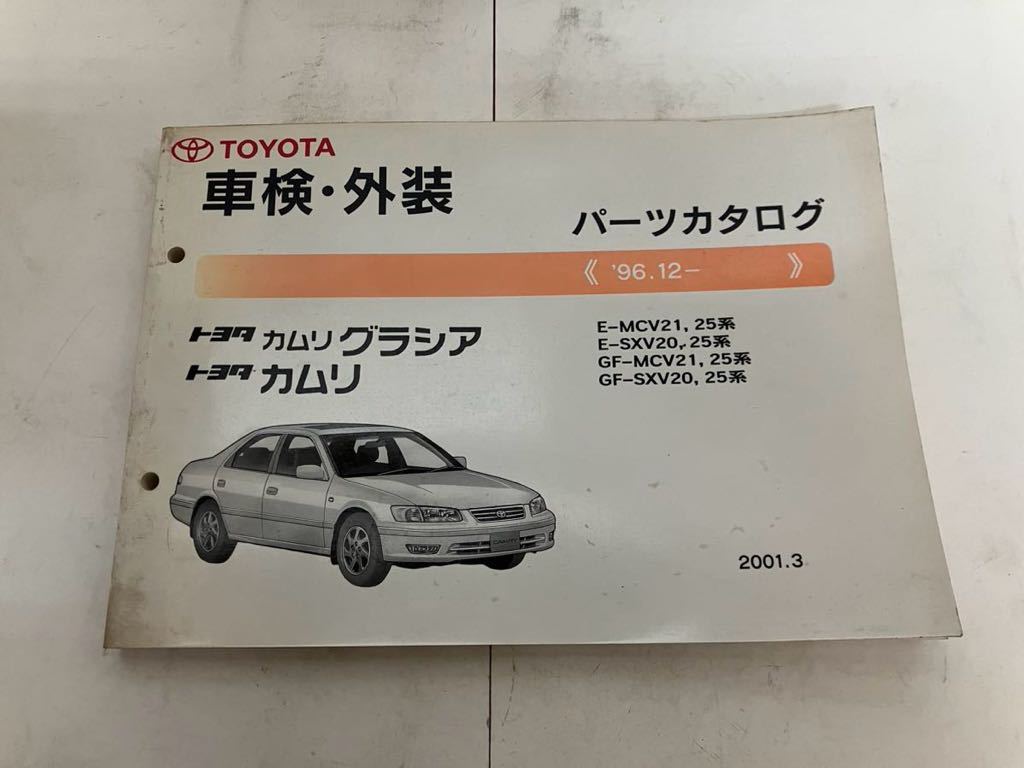 TOYOTA
車検・外装
パーツカタログ
《 '96.12− 》
トヨタ カムリ グラシア
トヨタ カムリ
E−MCV21, 25系
E−SXV20, 25系
GF−MCV21, 25系
GF−SXV20, 25系
CAMRY
2001.3